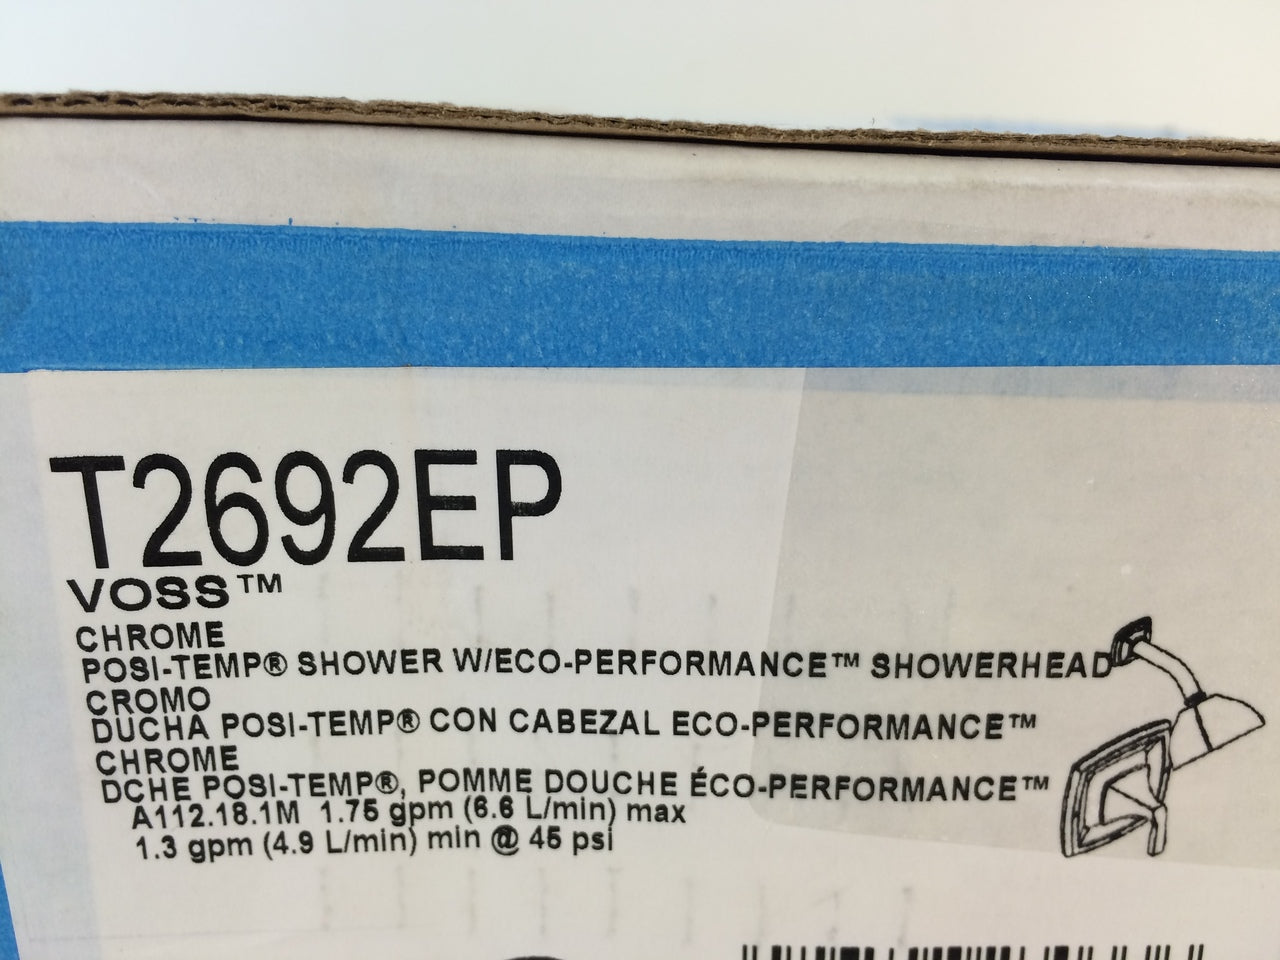 T2692EP
VOSS™
CHROME
POSI-TEMP® SHOWER W/ECO-PERFORMANCE™ SHOWERHEAD
CROMO
DUCHA POSI-TEMP® CON CABEZAL ECO-PERFORMANCE™
CHROME
DCHE POSI-TEMP®, POMME DOUCHE ÉCO-PERFORMANCE™
A112.18.1M 1.75 gpm (6.6 L/min) max
1.3 gpm (4.9 L/min) min @ 45 psi